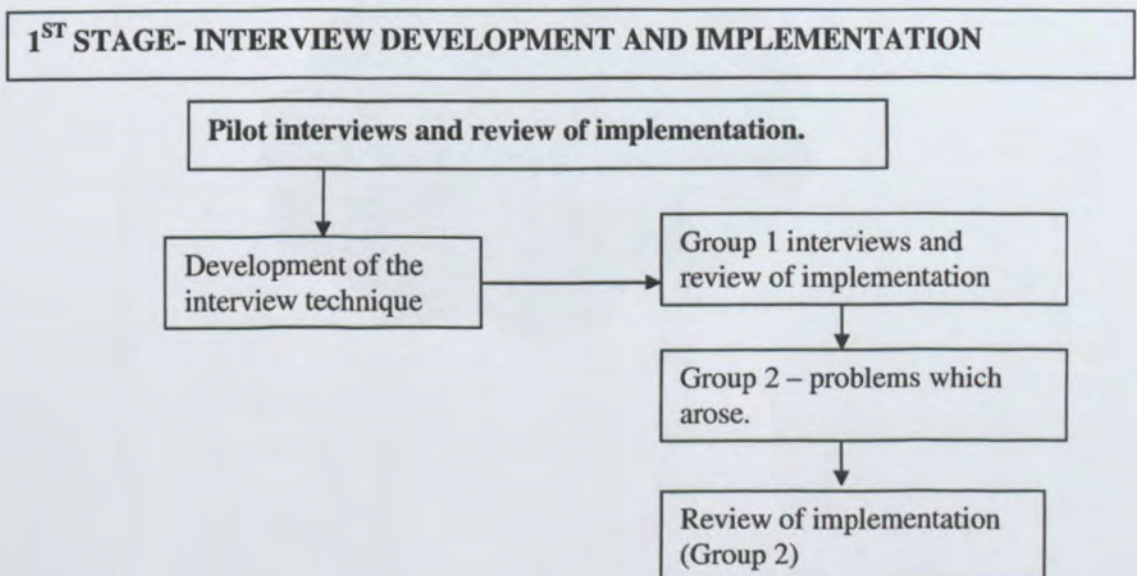 1ST STAGE- INTERVIEW DEVELOPMENT AND IMPLEMENTATION
Pilot interviews and review of implementation.
Development of the
interview technique
Group 1 interviews and
review of implementation
Group 2 – problems which
arose.
Review of implementation
(Group 2)